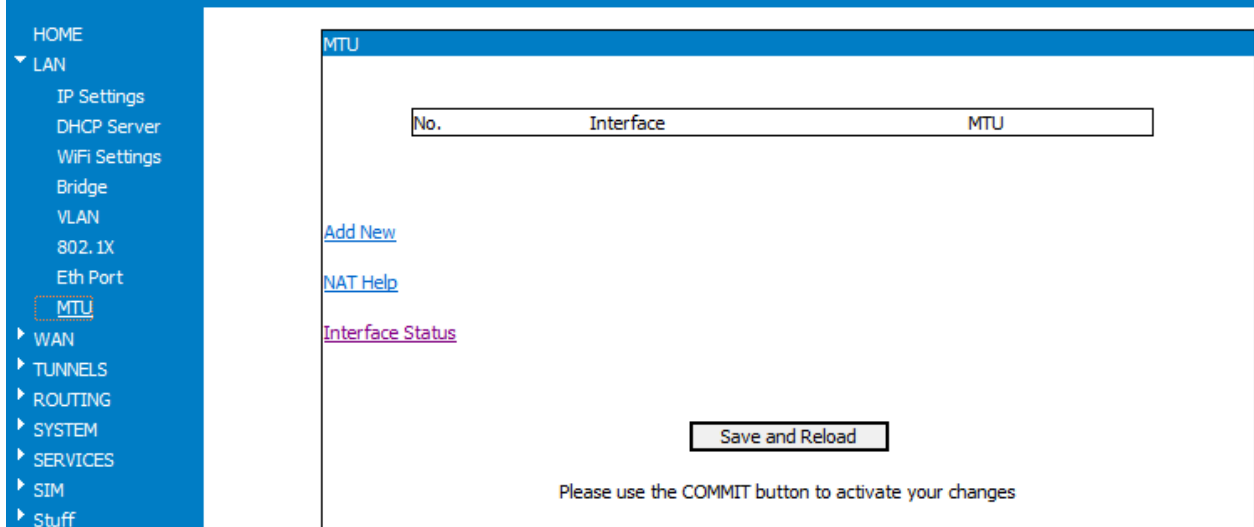 HOME
LAN
IP Settings
DHCP Server
WiFi Settings
Bridge
VLAN
802.1X
Eth Port
MTU
WAN
TUNNELS
ROUTING
SYSTEM
SERVICES
SIM
Stuff
MTU
No. Interface MTU
Add New
NAT Help
Interface Status
Save and Reload
Please use the COMMIT button to activate your changes